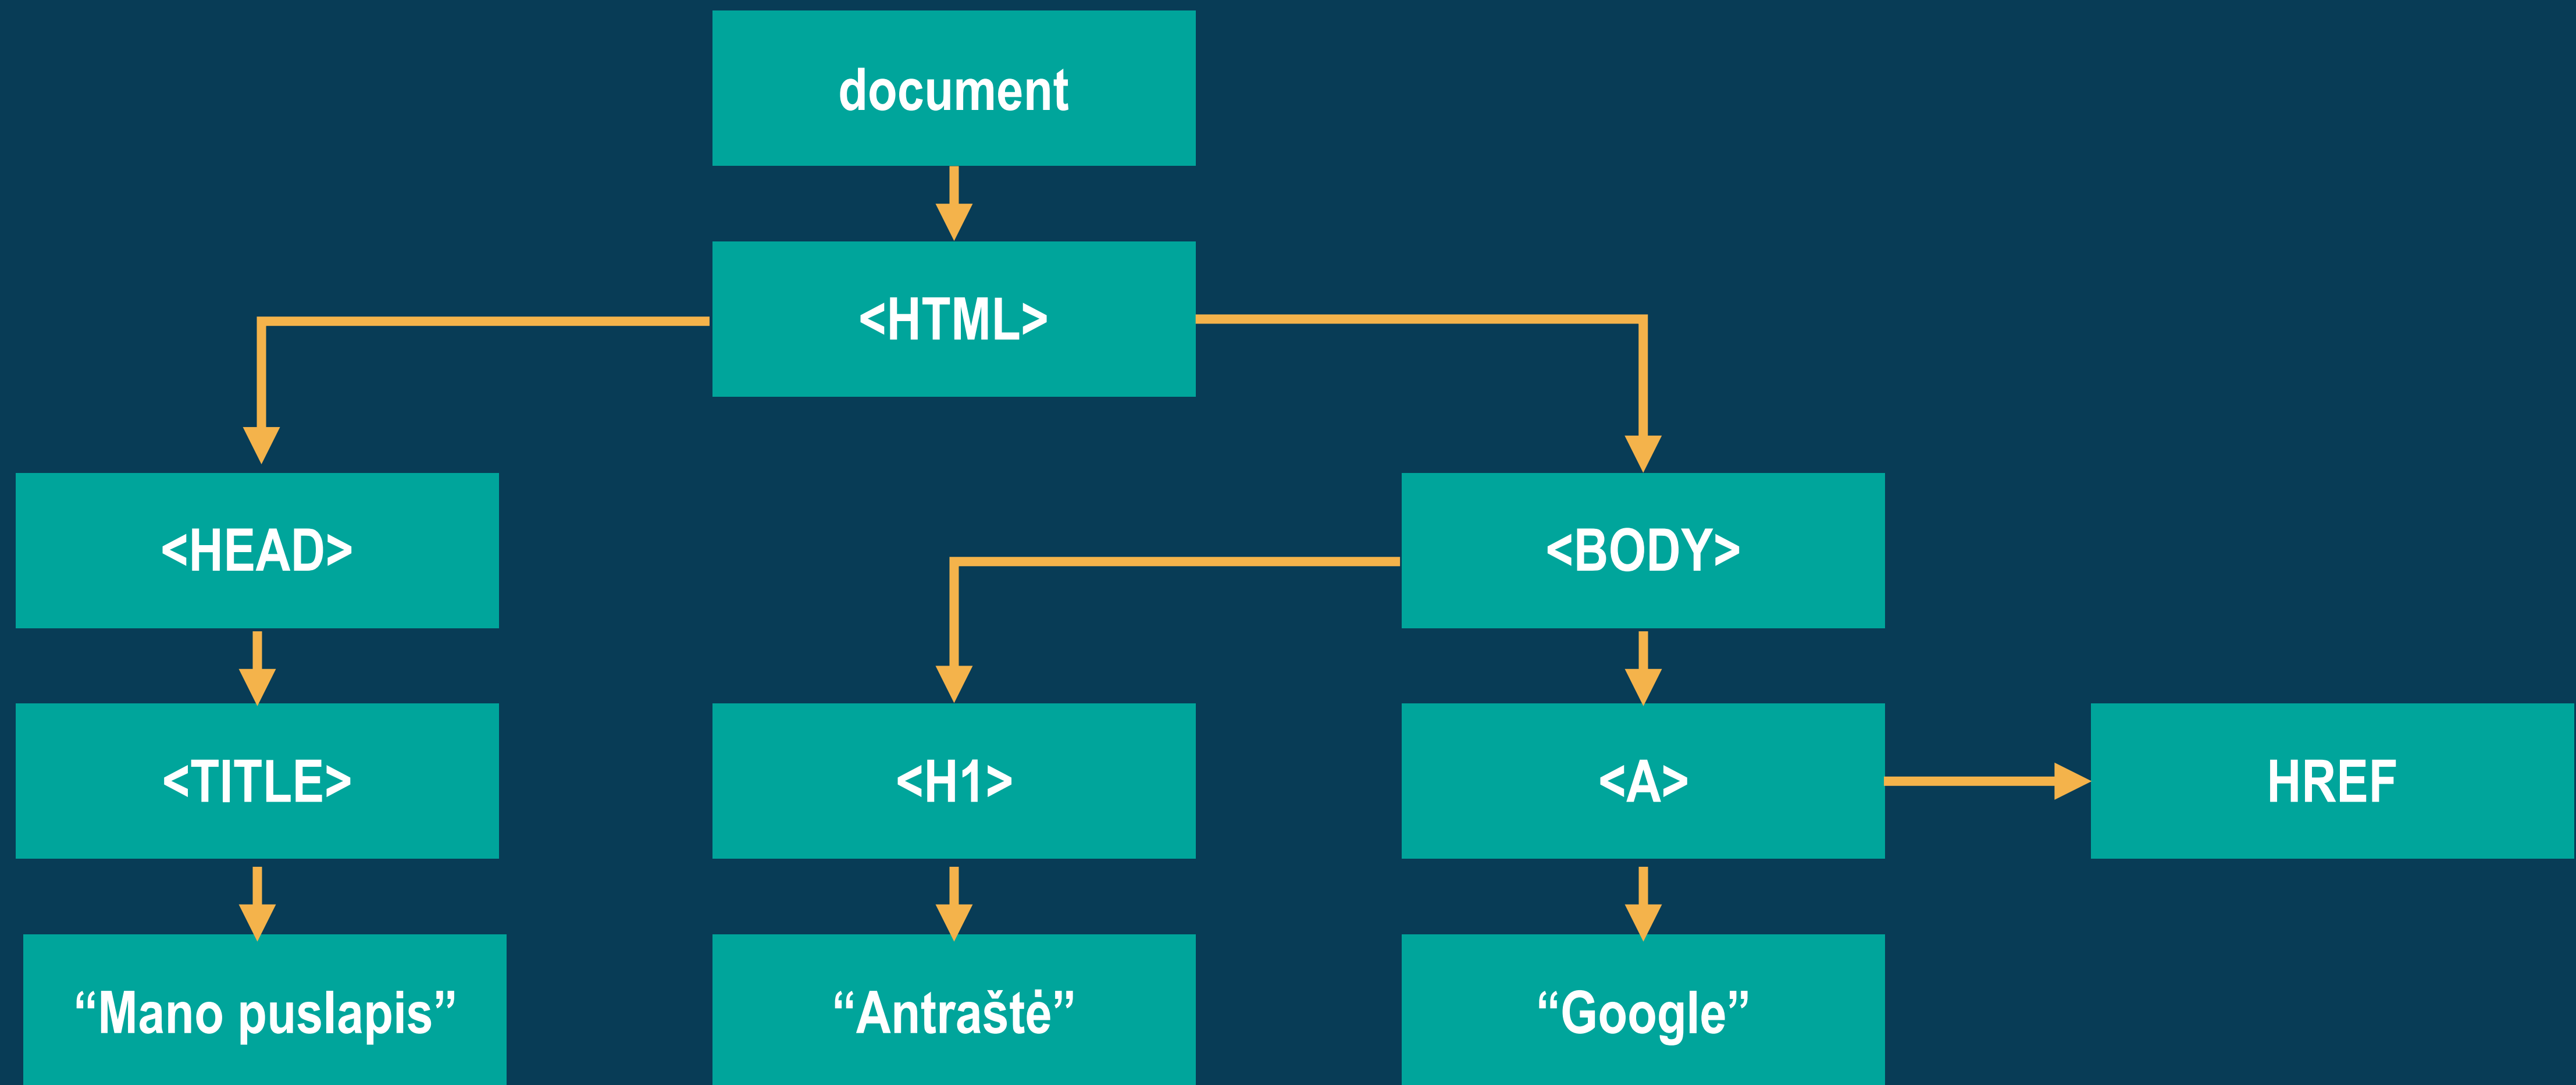 document
<HTML>
<HEAD>
<BODY>
<TITLE>
<H1>
<A>
HREF
“Mano puslapis”
“Antraštė”
“Google”